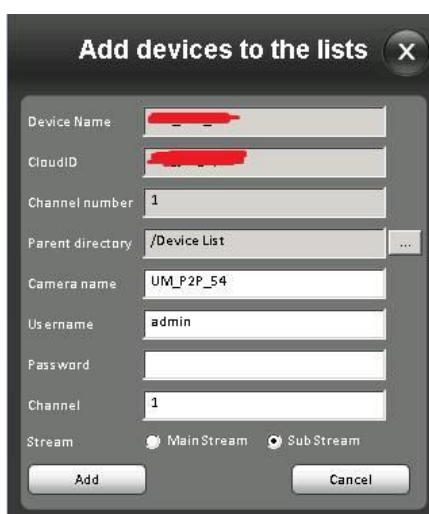 Add devices to the lists X
Device Name
CloudID
Channel number 1
Parent directory /Device List ...
Camera name UM_P2P_54
Username admin
Password
Channel 1
Stream Main Stream Sub Stream
Add Cancel